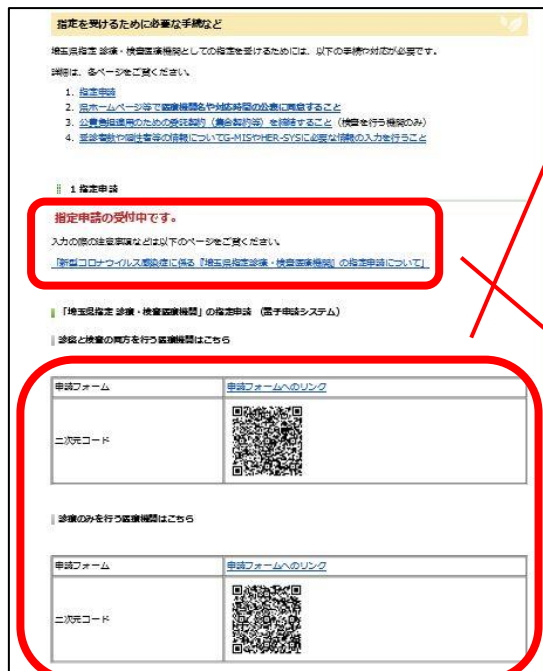 指定を受けるために必要な手続など
埼玉県指定 診療・検査医療機関としての指定を受けるためには、以下の手続や対応が必要です。
詳細は、各ページをご覧ください。
1. 指定申請
2. 県ホームページ等で医療機関名や対応時間の公表に同意すること
3. 公費負担適用のための委託契約（集合契約等）を締結すること（検査を行う機関のみ）
4. 受診者数や陽性者等の情報についてG-MISやHER-SYSに必要な情報の入力を行うこと
1 指定申請
指定申請の受付中です。
入力の際の注意事項などは以下のページをご覧ください。
「新型コロナウイルス感染症に係る『埼玉県指定診療・検査医療機関』の指定申請について」
「埼玉県指定 診療・検査医療機関」の指定申請 （電子申請システム）
診療と検査の両方を行う医療機関はこちら
申請フォーム 申請フォームへのリンク
二次元コード
診療のみを行う医療機関はこちら
申請フォーム 申請フォームへのリンク
二次元コード